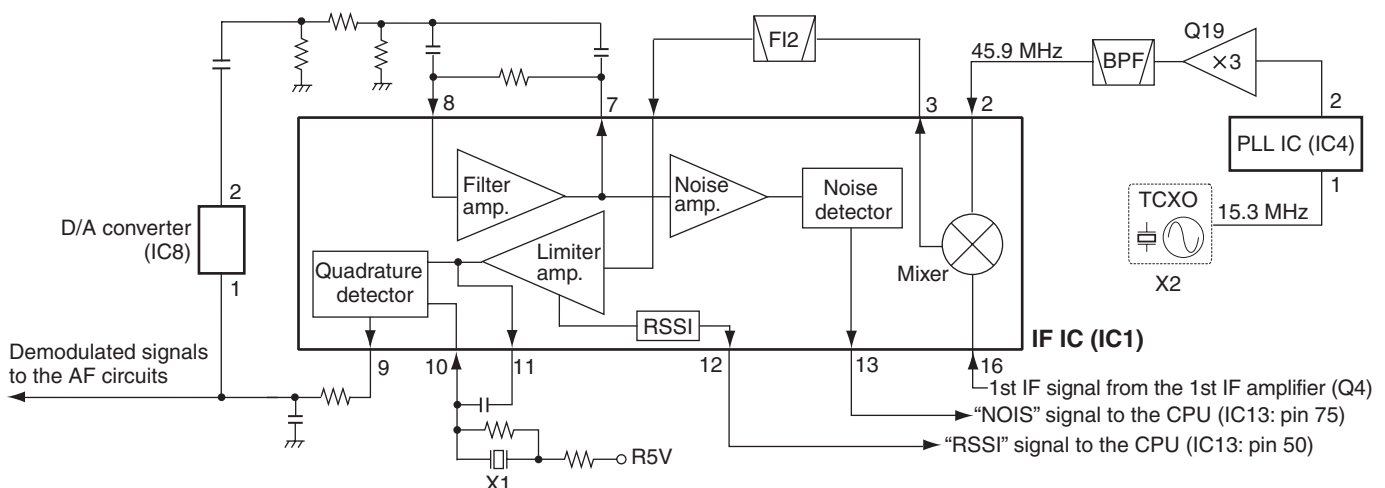 FI2
45.9 MHz
BPF
Q19
×3
2
PLL IC (IC4)
1
TCXO
15.3 MHz
X2
8
7
3
2
Filter
amp.
Noise
amp.
Noise
detector
Limiter
amp.
Quadrature
detector
Mixer
RSSI
IF IC (IC1)
2
D/A converter
(IC8)
1
Demodulated signals
to the AF circuits
9
10
11
12
13
16
1st IF signal from the 1st IF amplifier (Q4)
“NOIS” signal to the CPU (IC13: pin 75)
“RSSI” signal to the CPU (IC13: pin 50)
R5V
X1